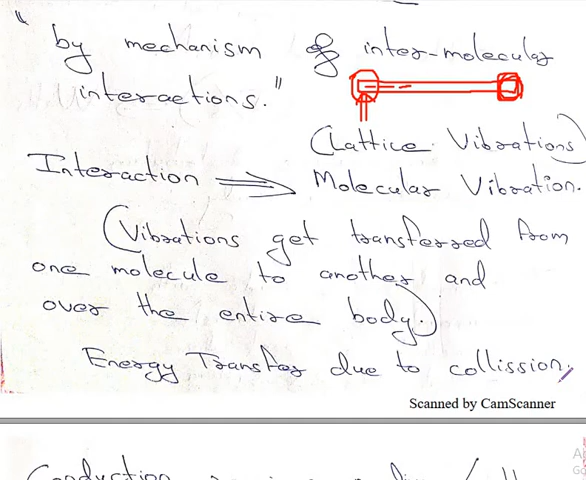 "by mechanism of inter-molecular
interactions."
(Lattice Vibrations)
Interaction ⟹ Molecular Vibration.
(Vibrations get transferred from
one molecule to another and
over the entire body.)
Energy Transfer due to collission.
Scanned by CamScanner
Conduction